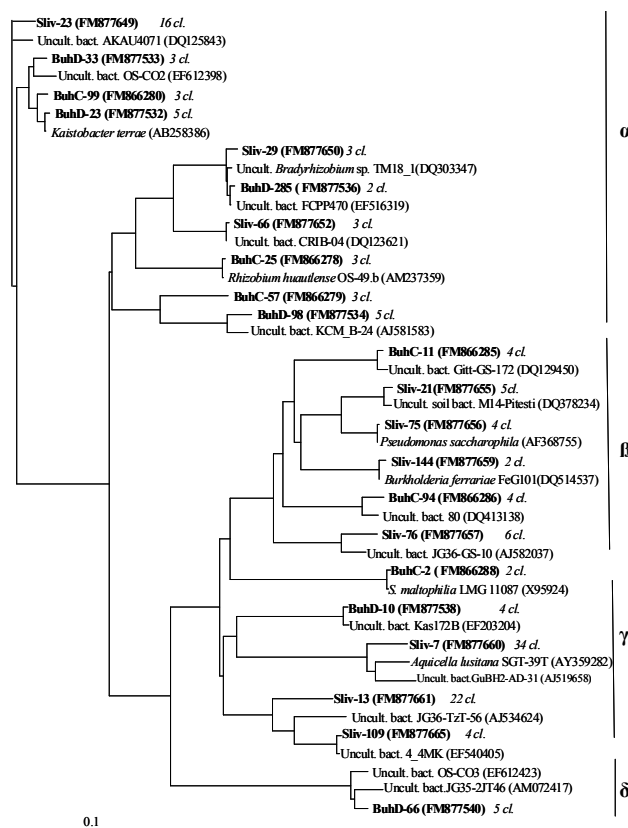 Sliv-23 (FM877649) 16 cl.
Uncult. bact. AKAU4071 (DQ125843)
BuhD-33 (FM877533) 3 cl.
Uncult. bact. OS-CO2 (EF612398)
BuhC-99 (FM866280) 3 cl.
BuhD-23 (FM877532) 5 cl.
Kaistobacter terrae (AB258386)
α
Sliv-29 (FM877650) 3 cl.
Uncult. Bradyrhizobium sp. TM18_1(DQ303347)
BuhD-285 ( FM877536) 2 cl.
Uncult. bact. FCPP470 (EF516319)
Sliv-66 (FM877652) 3 cl.
Uncult. bact. CRIB-04 (DQ123621)
BuhC-25 (FM866278) 3 cl.
Rhizobium huautlense OS-49.b (AM237359)
BuhC-57 (FM866279) 3 cl.
BuhD-98 (FM877534) 5 cl.
Uncult. bact. KCM_B-24 (AJ581583)
BuhC-11 (FM866285) 4 cl.
Uncult. bact. Gitt-GS-172 (DQ129450)
Sliv-21(FM877655) 5cl.
Uncult. soil bact. M14-Pitesti (DQ378234)
Sliv-75 (FM877656) 4 cl.
Pseudomonas saccharophila (AF368755)
ß
Sliv-144 (FM877659) 2 cl.
Burkholderia ferrariae FeGl01(DQ514537)
BuhC-94 (FM866286) 4 cl.
Uncult. bact. 80 (DQ413138)
Sliv-76 (FM877657) 6 cl.
Uncult. bact. JG36-GS-10 (AJ582037)
BuhC-2 ( FM866288) 2 cl.
S. maltophilia LMG 11087 (X95924)
BuhD-10 (FM877538) 4 cl.
Uncult. bact. Kas172B (EF203204)
γ
Sliv-7 (FM877660) 34 cl.
Aquicella lusitana SGT-39T (AY359282)
Uncult. bact.GuBH2-AD-31 (AJ519658)
Sliv-13 (FM877661) 22 cl.
Uncult. bact. JG36-TzT-56 (AJ534624)
Sliv-109 (FM877665) 4 cl.
Uncult. bact. 4_4MK (EF540405)
Uncult. bact. OS-CO3 (EF612423)
Uncult. bact.JG35-2JT46 (AM072417)
δ
BuhD-66 (FM877540) 5 cl.
0.1